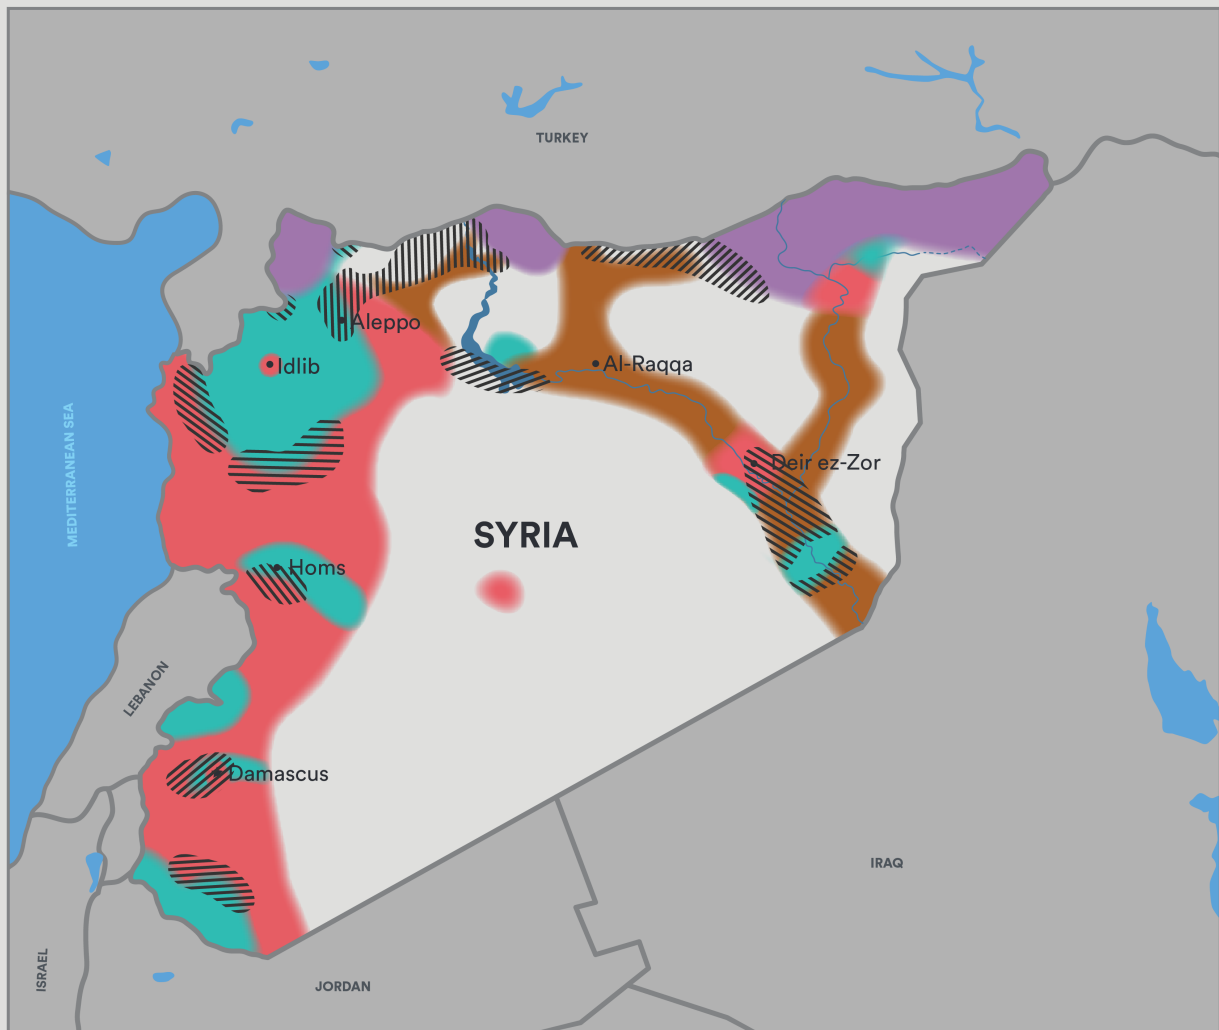 TURKEY
Aleppo
Idlib
Al-Raqqa
MEDITERRANEAN SEA
Deir ez-Zor
SYRIA
Homs
LEBANON
Damascus
IRAQ
ISRAEL
JORDAN